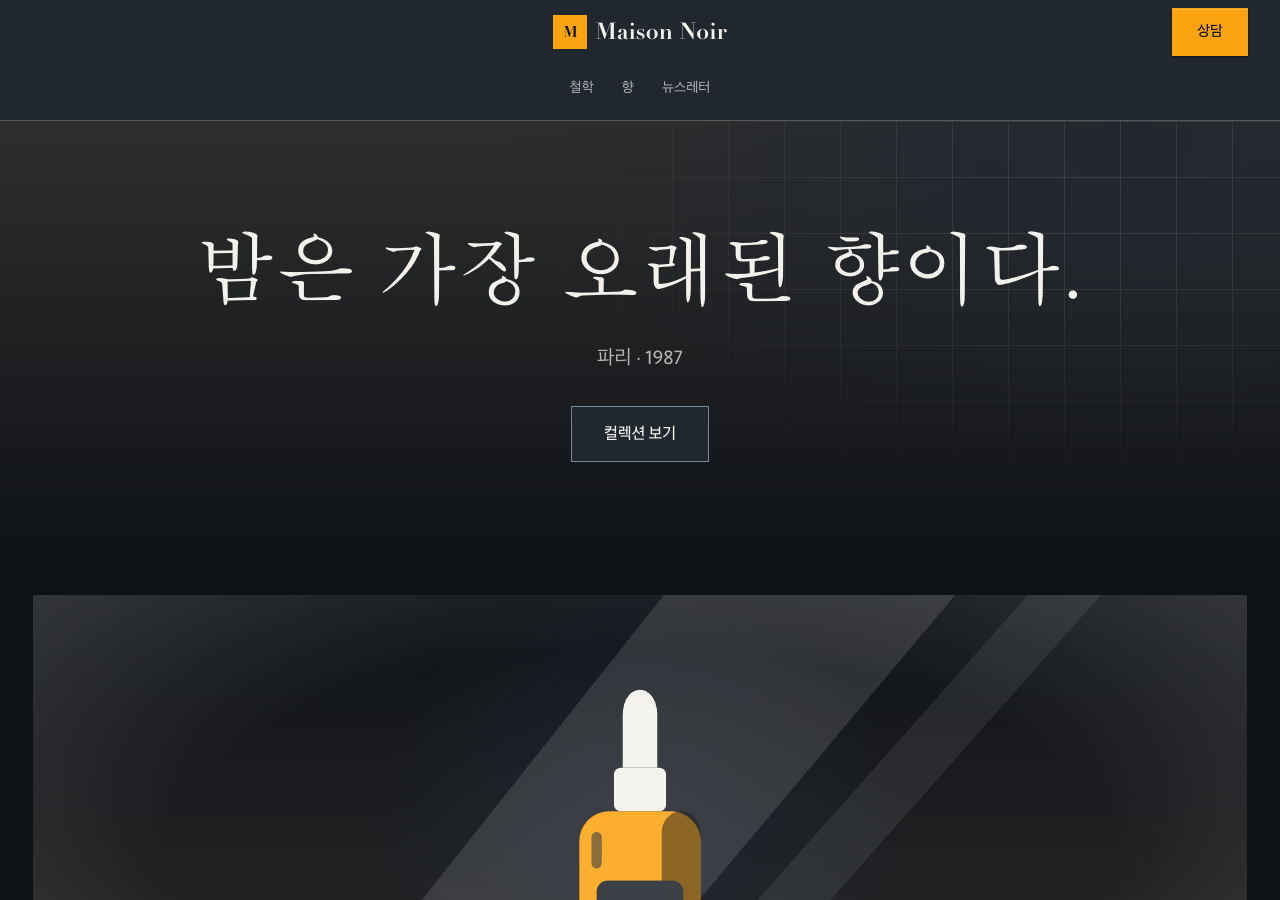 M Maison Noir
상담
철학 향 뉴스레터
밤은 가장 오래된 향이다.
파리 · 1987
컬렉션 보기